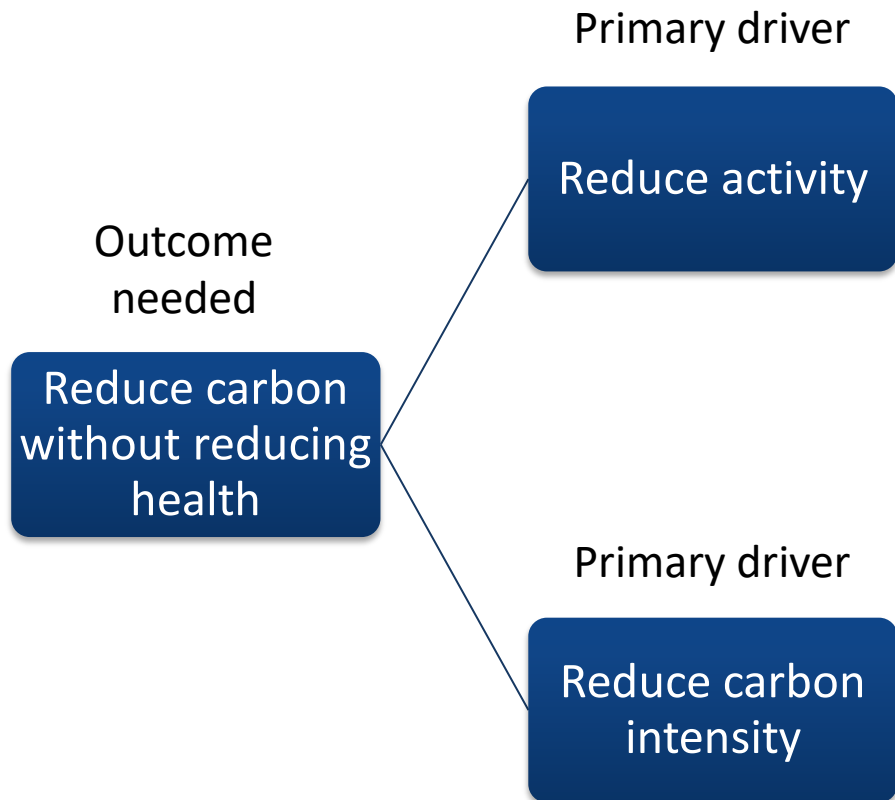 Primary driver
Reduce activity
Outcome
needed
Reduce carbon
without reducing
health
Primary driver
Reduce carbon
intensity